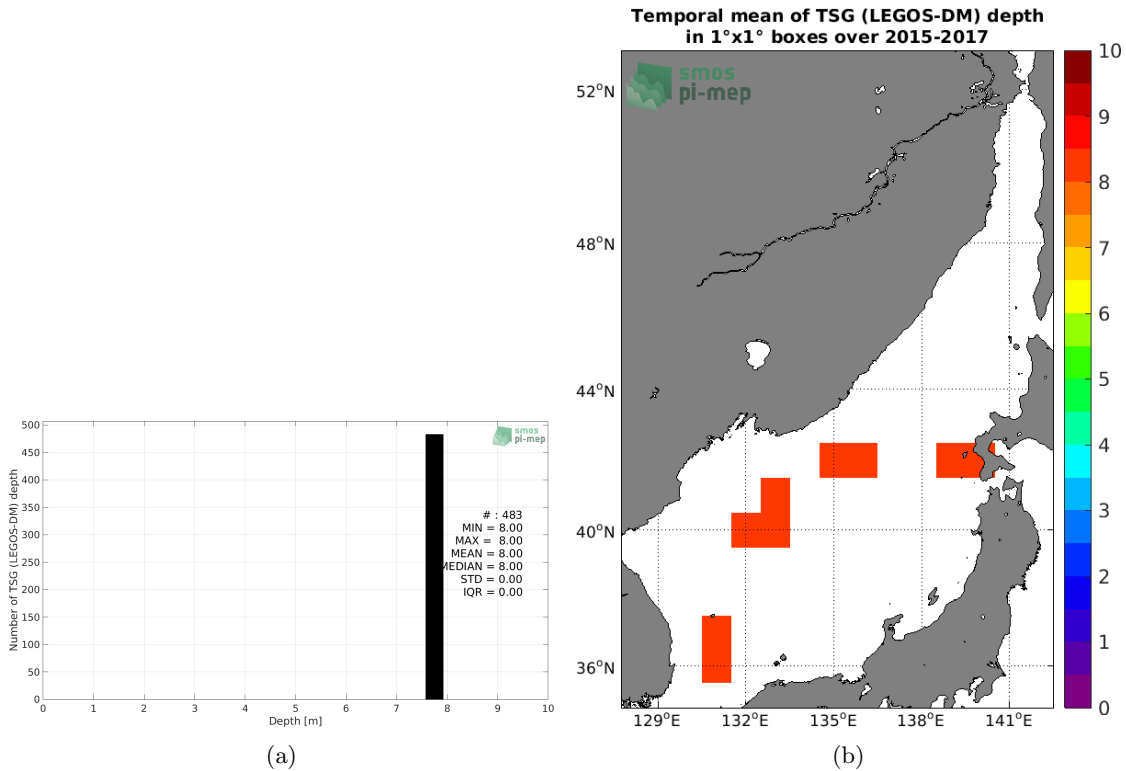 500
450
400
350
300
250
200
150
100
50
0
Number of TSG (LEGOS-DM) depth
smos
pi-mep
# : 483
MIN = 8.00
MAX = 8.00
MEAN = 8.00
MEDIAN = 8.00
STD = 0.00
IQR = 0.00
0 1 2 3 4 5 6 7 8 9 10
Depth [m]
(a)
Temporal mean of TSG (LEGOS-DM) depth
in 1°x1° boxes over 2015-2017
smos
pi-mep
52°N
48°N
44°N
40°N
36°N
129°E 132°E 135°E 138°E 141°E
10
9
8
7
6
5
4
3
2
1
0
(b)